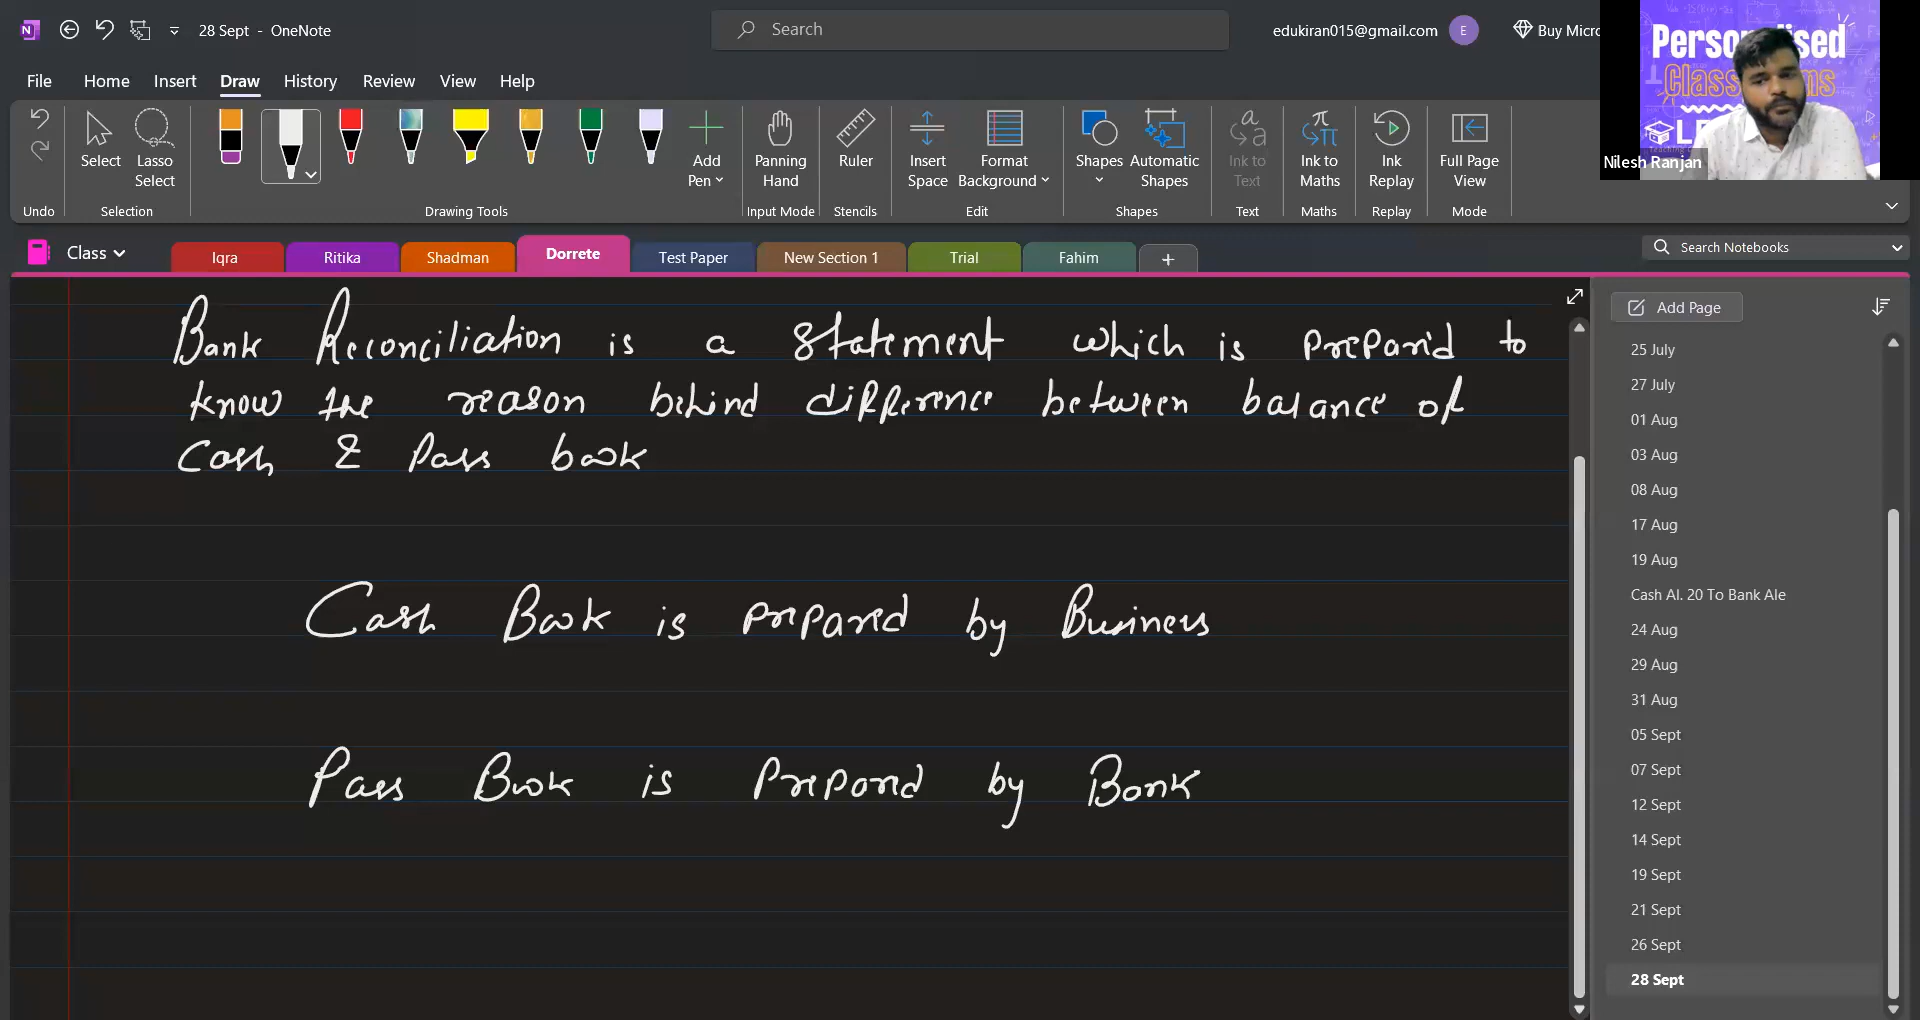 28 Sept - OneNote
Search
edukiran015@gmail.com
E
Buy Micro
File Home Insert Draw History Review View Help
Select
Lasso Select
Add Pen
Panning Hand
Ruler
Insert Space
Format Background
Shapes
Automatic Shapes
Ink to Text
Ink to Maths
Ink Replay
Full Page View
Undo Selection Drawing Tools Input Mode Stencils Edit Shapes Text Maths Replay Mode
Nilesh Ranjan
Class
Iqra Ritika Shadman Dorrete Test Paper New Section 1 Trial Fahim +
Search Notebooks
Bank Reconciliation is a statement which is prepared to
know the reason behind difference between balance of
Cash & Pass book
Cash Book is prepared by Business
Pass Book is Prepared by Bank
Add Page
25 July
27 July
01 Aug
03 Aug
08 Aug
17 Aug
19 Aug
Cash Al. 20 To Bank Ale
24 Aug
29 Aug
31 Aug
05 Sept
07 Sept
12 Sept
14 Sept
19 Sept
21 Sept
26 Sept
28 Sept